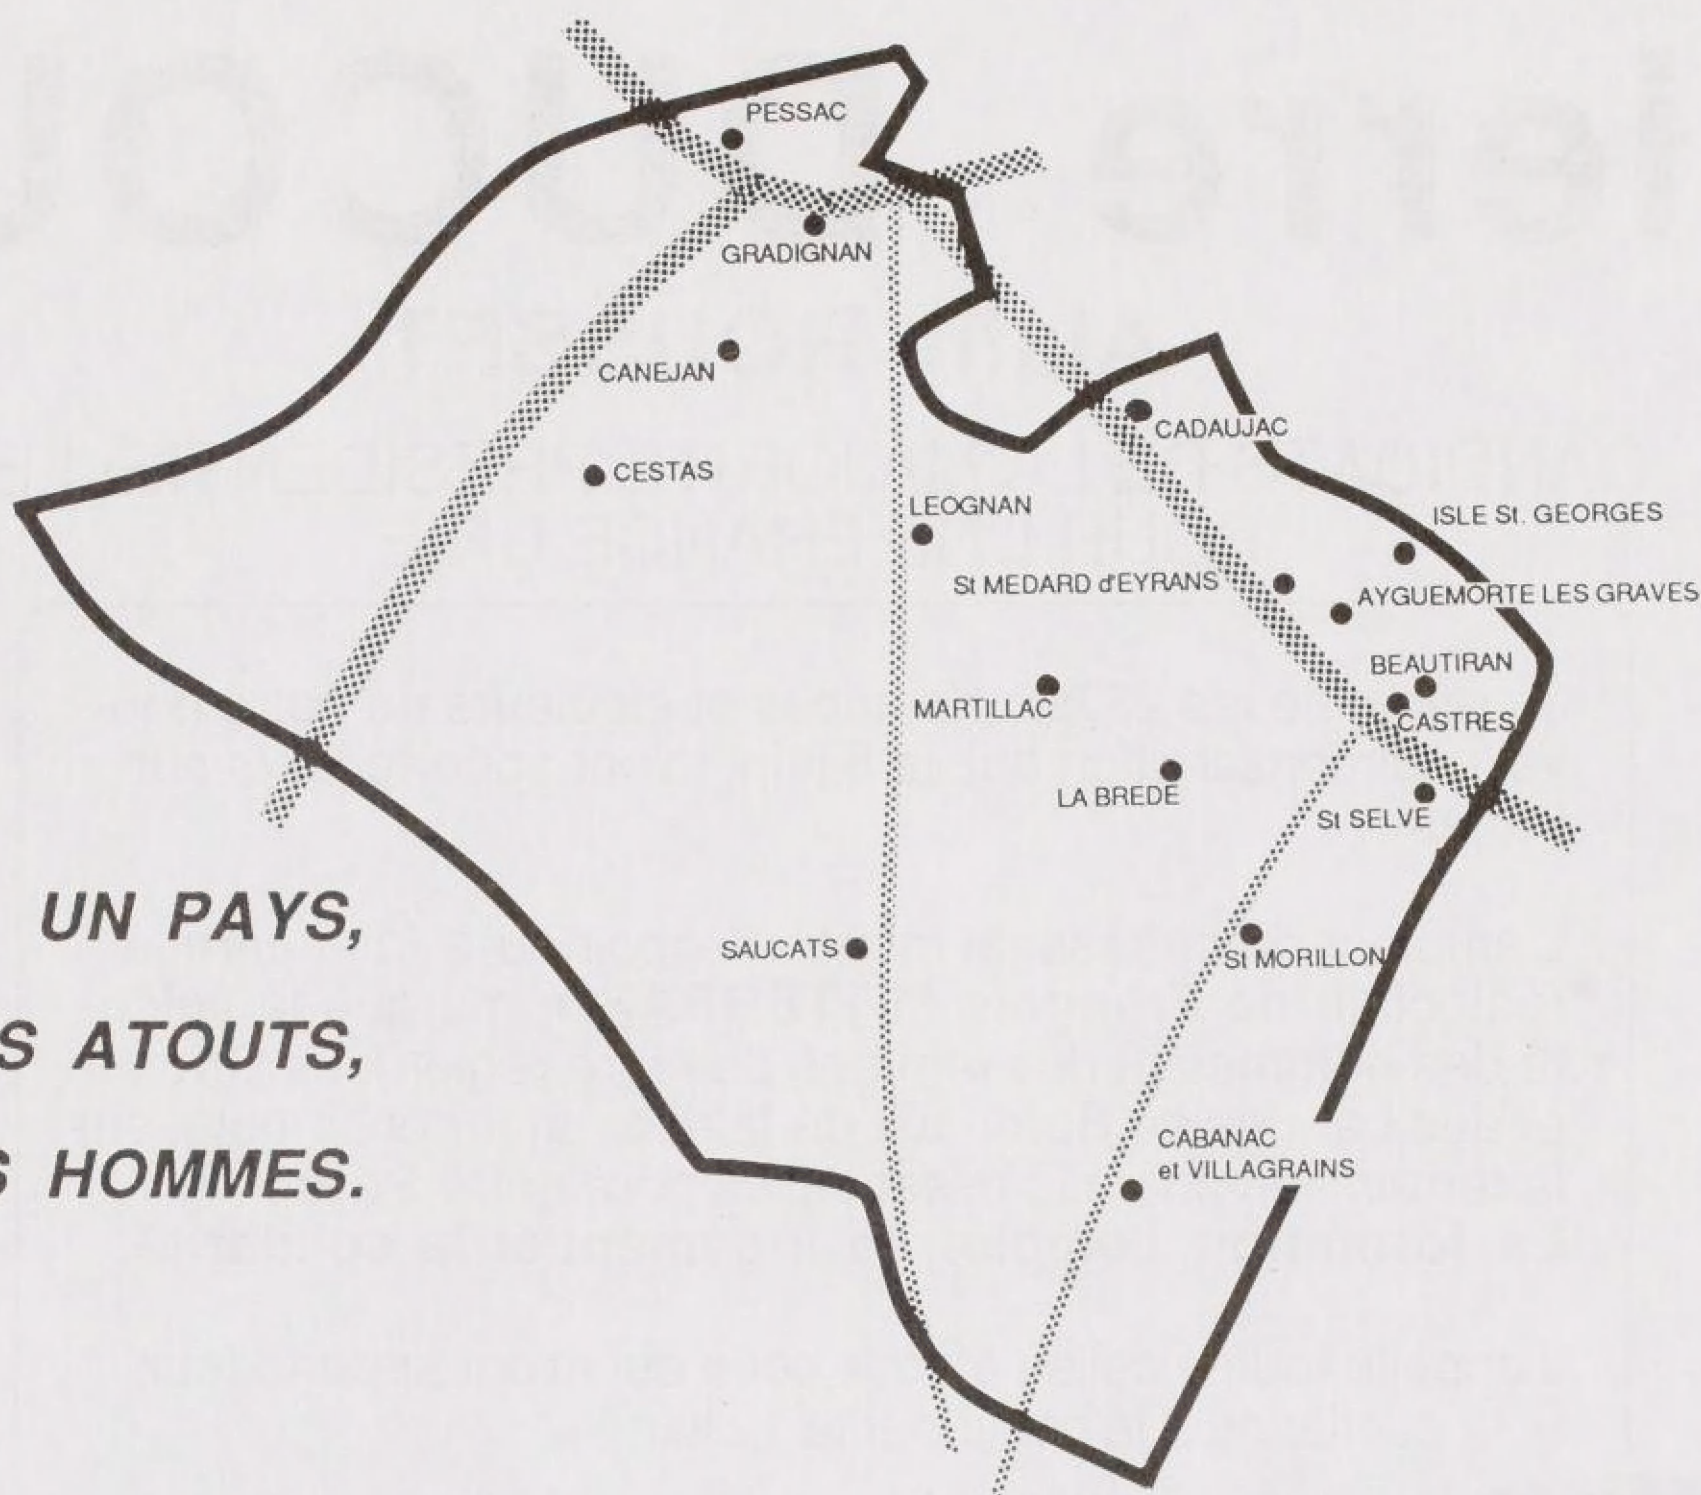 PESSAC
GRADIGNAN
CANEJAN
CADAUJAC
CESTAS
LEOGNAN
ISLE St. GEORGES
St MEDARD d'EYRANS
AYGUEMORTE LES GRAVES
BEAUTIRAN
MARTILLAC
CASTRES
LA BREDE
St SELVE
UN PAYS,
SAUCATS
St MORILLON
S ATOUTS,
CABANAC
et VILLAGRAINS
S HOMMES.